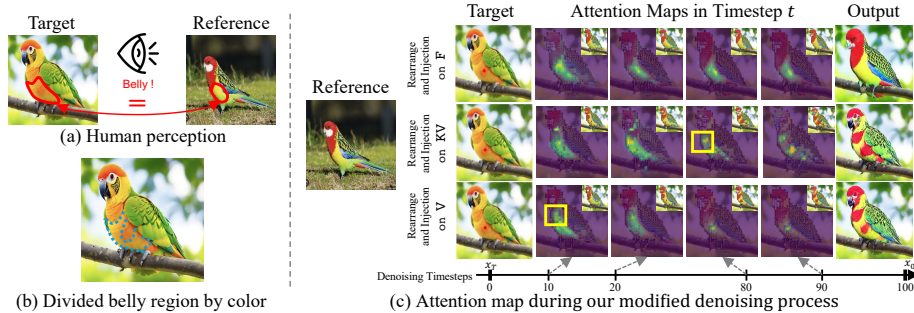 Target
Reference
Belly !
=
(a) Human perception
(b) Divided belly region by color
Reference
Target
Attention Maps in Timestep t
Output
Rearrange
and Injection
on F
Rearrange
and Injection
on KV
Rearrange
and Injection
on V
Denoising Timesteps
x_T
x_0
0
10
20
80
90
100
(c) Attention map during our modified denoising process